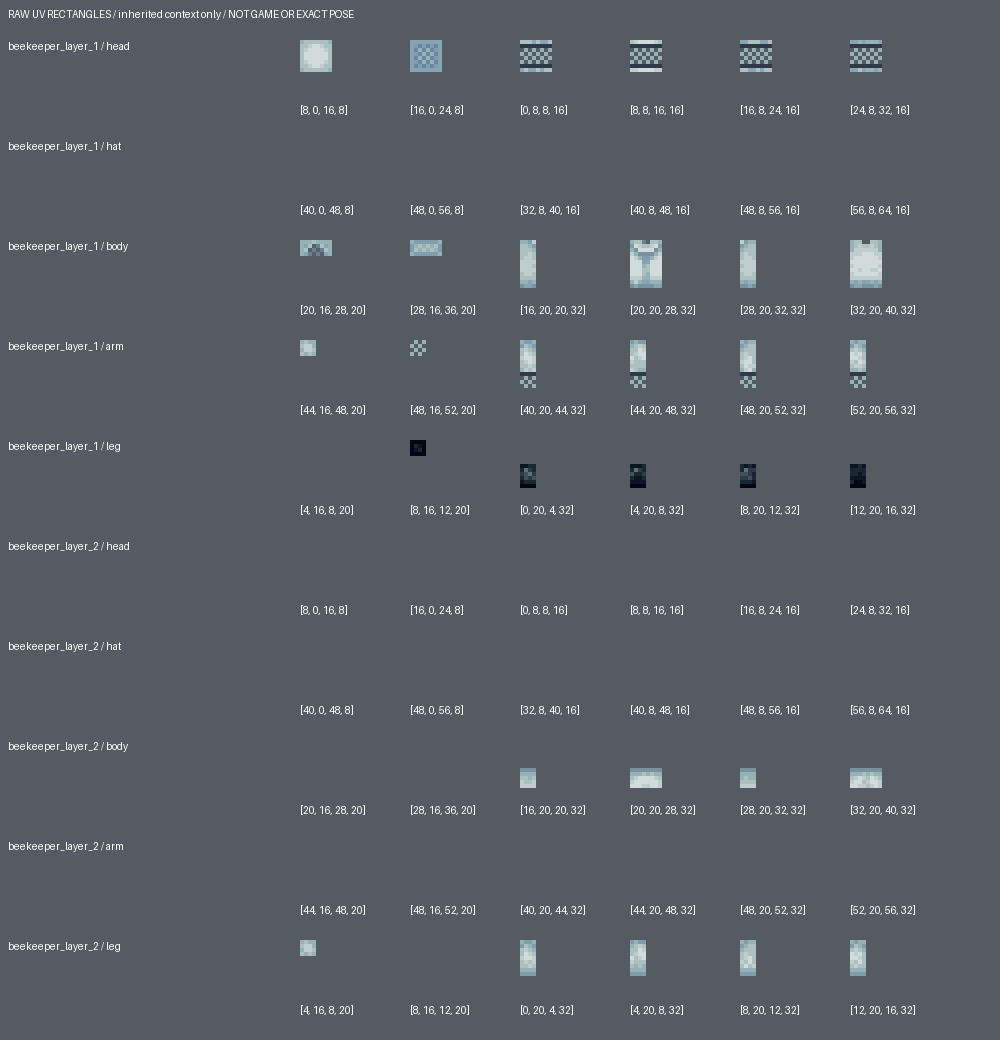 RAW UV RECTANGLES / inherited context only / NOT GAME OR EXACT POSE
beekeeper_layer_1 / head
[8, 0, 16, 8] [16, 0, 24, 8] [0, 8, 8, 16] [8, 8, 16, 16] [16, 8, 24, 16] [24, 8, 32, 16]
beekeeper_layer_1 / hat
[40, 0, 48, 8] [48, 0, 56, 8] [32, 8, 40, 16] [40, 8, 48, 16] [48, 8, 56, 16] [56, 8, 64, 16]
beekeeper_layer_1 / body
[20, 16, 28, 20] [28, 16, 36, 20] [16, 20, 20, 32] [20, 20, 28, 32] [28, 20, 32, 32] [32, 20, 40, 32]
beekeeper_layer_1 / arm
[44, 16, 48, 20] [48, 16, 52, 20] [40, 20, 44, 32] [44, 20, 48, 32] [48, 20, 52, 32] [52, 20, 56, 32]
beekeeper_layer_1 / leg
[4, 16, 8, 20] [8, 16, 12, 20] [0, 20, 4, 32] [4, 20, 8, 32] [8, 20, 12, 32] [12, 20, 16, 32]
beekeeper_layer_2 / head
[8, 0, 16, 8] [16, 0, 24, 8] [0, 8, 8, 16] [8, 8, 16, 16] [16, 8, 24, 16] [24, 8, 32, 16]
beekeeper_layer_2 / hat
[40, 0, 48, 8] [48, 0, 56, 8] [32, 8, 40, 16] [40, 8, 48, 16] [48, 8, 56, 16] [56, 8, 64, 16]
beekeeper_layer_2 / body
[20, 16, 28, 20] [28, 16, 36, 20] [16, 20, 20, 32] [20, 20, 28, 32] [28, 20, 32, 32] [32, 20, 40, 32]
beekeeper_layer_2 / arm
[44, 16, 48, 20] [48, 16, 52, 20] [40, 20, 44, 32] [44, 20, 48, 32] [48, 20, 52, 32] [52, 20, 56, 32]
beekeeper_layer_2 / leg
[4, 16, 8, 20] [8, 16, 12, 20] [0, 20, 4, 32] [4, 20, 8, 32] [8, 20, 12, 32] [12, 20, 16, 32]